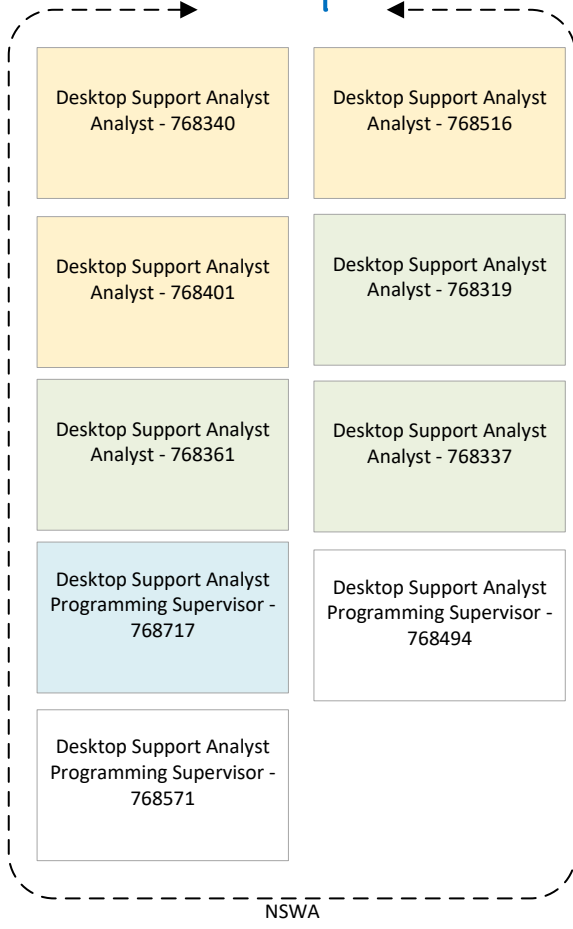 Desktop Support Analyst
Analyst - 768340
Desktop Support Analyst
Analyst - 768516
Desktop Support Analyst
Analyst - 768401
Desktop Support Analyst
Analyst - 768319
Desktop Support Analyst
Analyst - 768361
Desktop Support Analyst
Analyst - 768337
Desktop Support Analyst
Programming Supervisor -
768717
Desktop Support Analyst
Programming Supervisor -
768494
Desktop Support Analyst
Programming Supervisor -
768571
NSWA